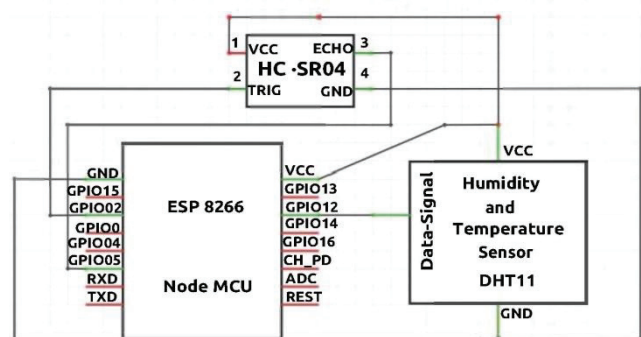 1 VCC ECHO 3
HC -SR04
2 TRIG GND 4
GND VCC
GPIO15 GPIO13
GPIO02 GPIO12
GPIO0 GPIO14
GPIO04 GPIO16
GPIO05 CH_PD
RXD ADC
TXD REST
ESP 8266
Node MCU
VCC
Data-Signal
Humidity
and
Temperature
Sensor
DHT11
GND